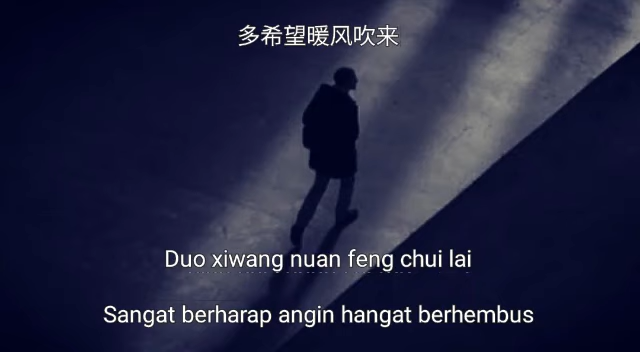 多希望暖风吹来
Duo xiwang nuan feng chui lai
Sangat berharap angin hangat berhembus